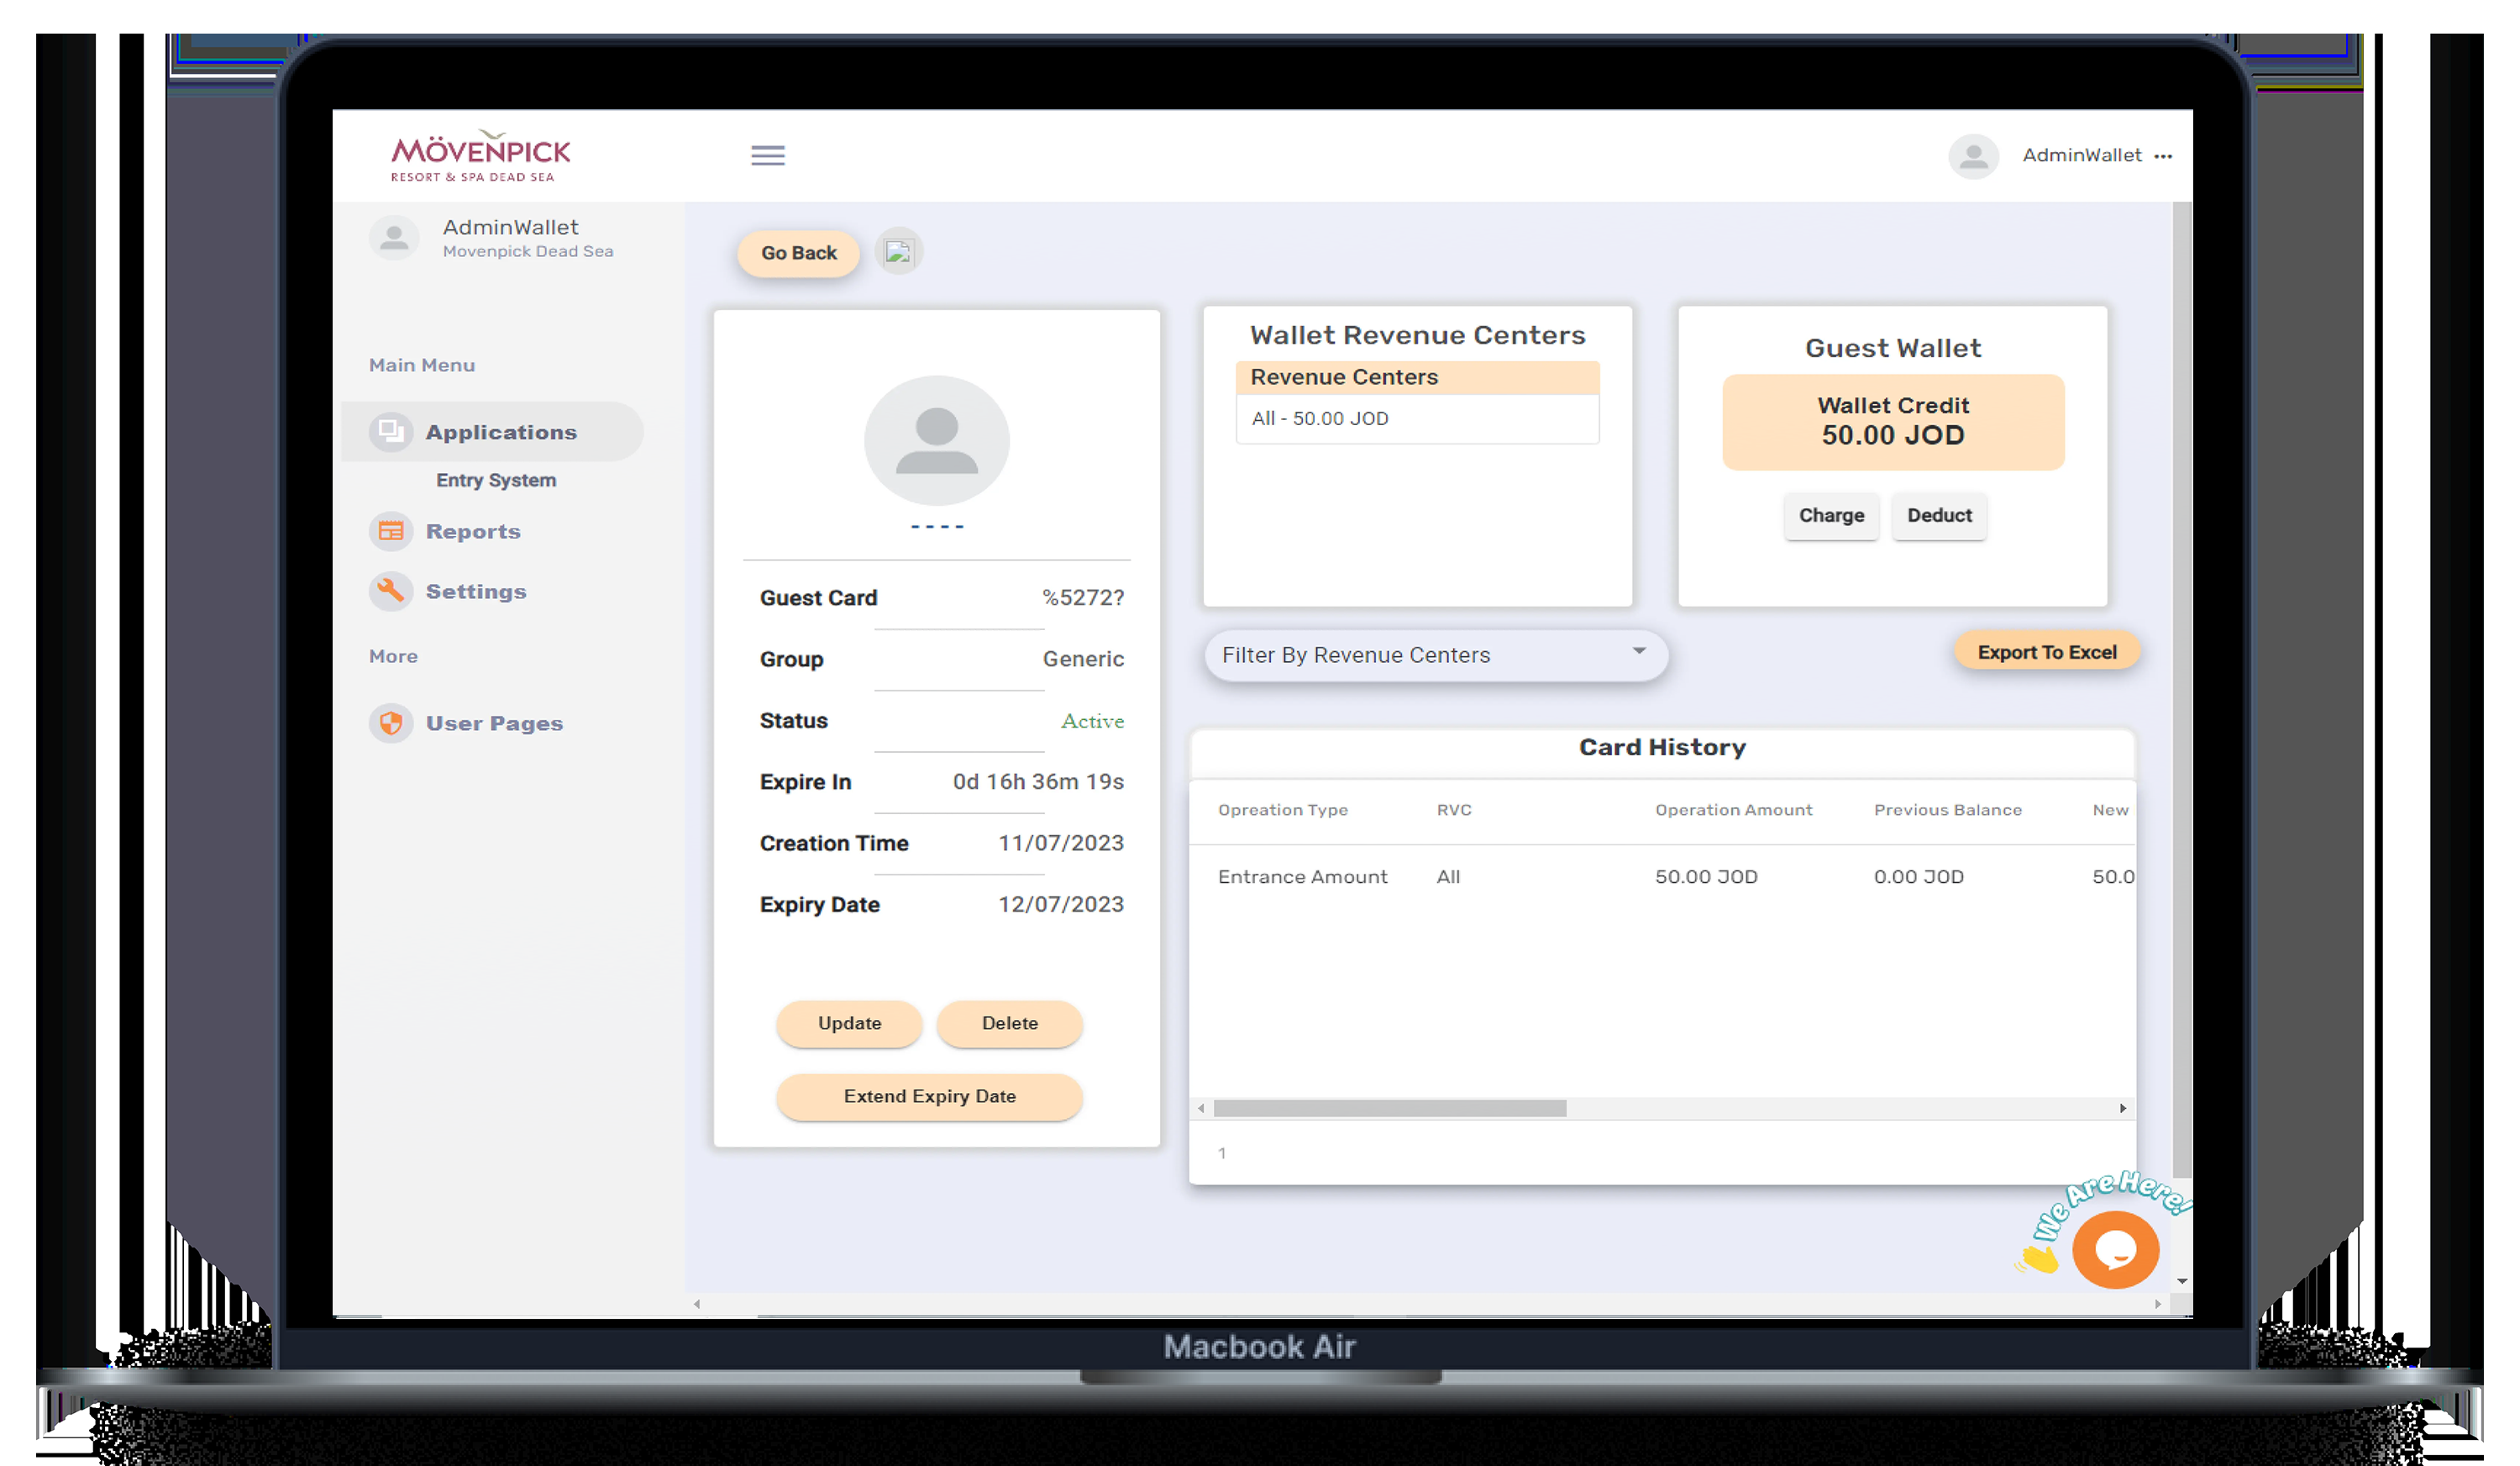 MÖVENPICK
RESORT & SPA DEAD SEA
AdminWallet ...
AdminWallet
Movenpick Dead Sea
Main Menu
Applications
Entry System
Reports
Settings
More
User Pages
Go Back
- - - -
Guest Card %5272?
Group Generic
Status Active
Expire In 0d 16h 36m 19s
Creation Time 11/07/2023
Expiry Date 12/07/2023
Update Delete
Extend Expiry Date
Wallet Revenue Centers
Revenue Centers
All - 50.00 JOD
Guest Wallet
Wallet Credit
50.00 JOD
Charge Deduct
Filter By Revenue Centers
Export To Excel
Card History
Opreation Type RVC Operation Amount Previous Balance New
Entrance Amount All 50.00 JOD 0.00 JOD 50.0
1
We Are Here!
Macbook Air